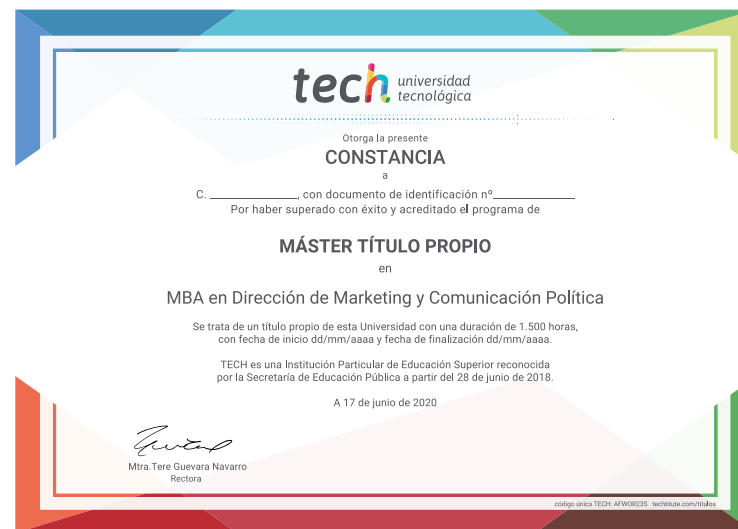 tech universidad
tecnológica
Otorga la presente
CONSTANCIA
a
C. ______________, con documento de identificación nº_____________
Por haber superado con éxito y acreditado el programa de
MÁSTER TÍTULO PROPIO
en
MBA en Dirección de Marketing y Comunicación Política
Se trata de un título propio de esta Universidad con una duración de 1.500 horas,
con fecha de inicio dd/mm/aaaa y fecha de finalización dd/mm/aaaa.
TECH es una Institución Particular de Educación Superior reconocida
por la Secretaría de Educación Pública a partir del 28 de junio de 2018.
A 17 de junio de 2020
Mtra.Tere Guevara Navarro
Rectora
código único TECH: AFWOR23S techtitute.com/títulos